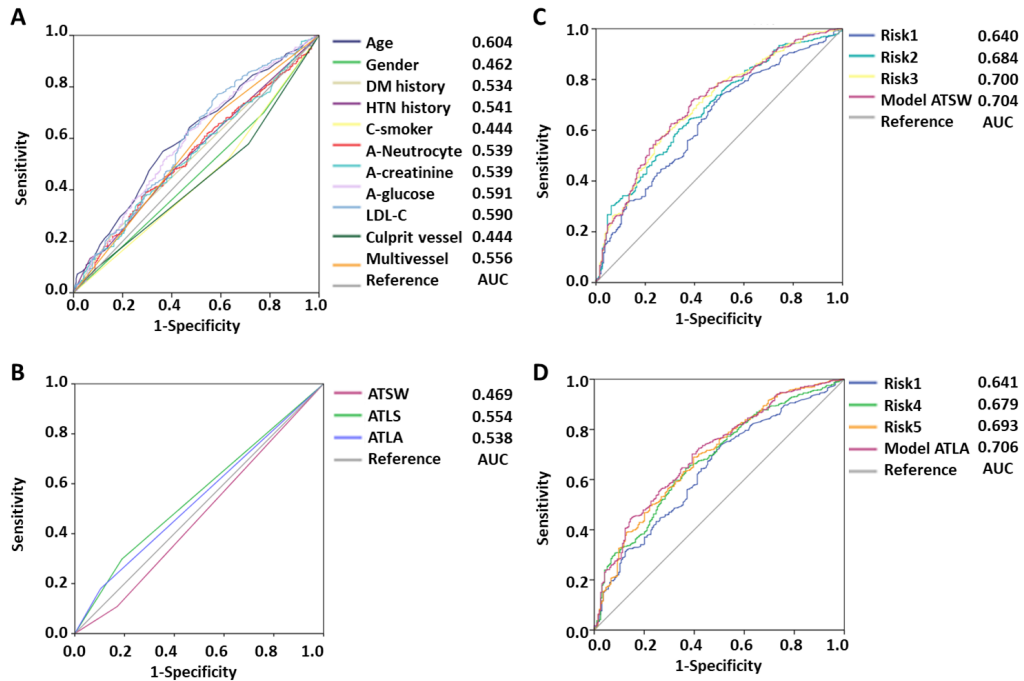 A
1.0
0.8
0.6
0.4
0.2
0.0
Sensitivity
0.0 0.2 0.4 0.6 0.8 1.0
1-Specificity
Age 0.604
Gender 0.462
DM history 0.534
HTN history 0.541
C-smoker 0.444
A-Neutrocyte 0.539
A-creatinine 0.539
A-glucose 0.591
LDL-C 0.590
Culprit vessel 0.444
Multivessel 0.556
Reference AUC
C
1.0
0.8
0.6
0.4
0.2
0.0
Sensitivity
0.0 0.2 0.4 0.6 0.8 1.0
1-Specificity
Risk1 0.640
Risk2 0.684
Risk3 0.700
Model ATSW 0.704
Reference AUC
B
1.0
0.8
0.6
0.4
0.2
0.0
Sensitivity
0.0 0.2 0.4 0.6 0.8 1.0
1-Specificity
ATSW 0.469
ATLS 0.554
ATLA 0.538
Reference AUC
D
1.0
0.8
0.6
0.4
0.2
0.0
Sensitivity
0.0 0.2 0.4 0.6 0.8 1.0
1-Specificity
Risk1 0.641
Risk4 0.679
Risk5 0.693
Model ATLA 0.706
Reference AUC